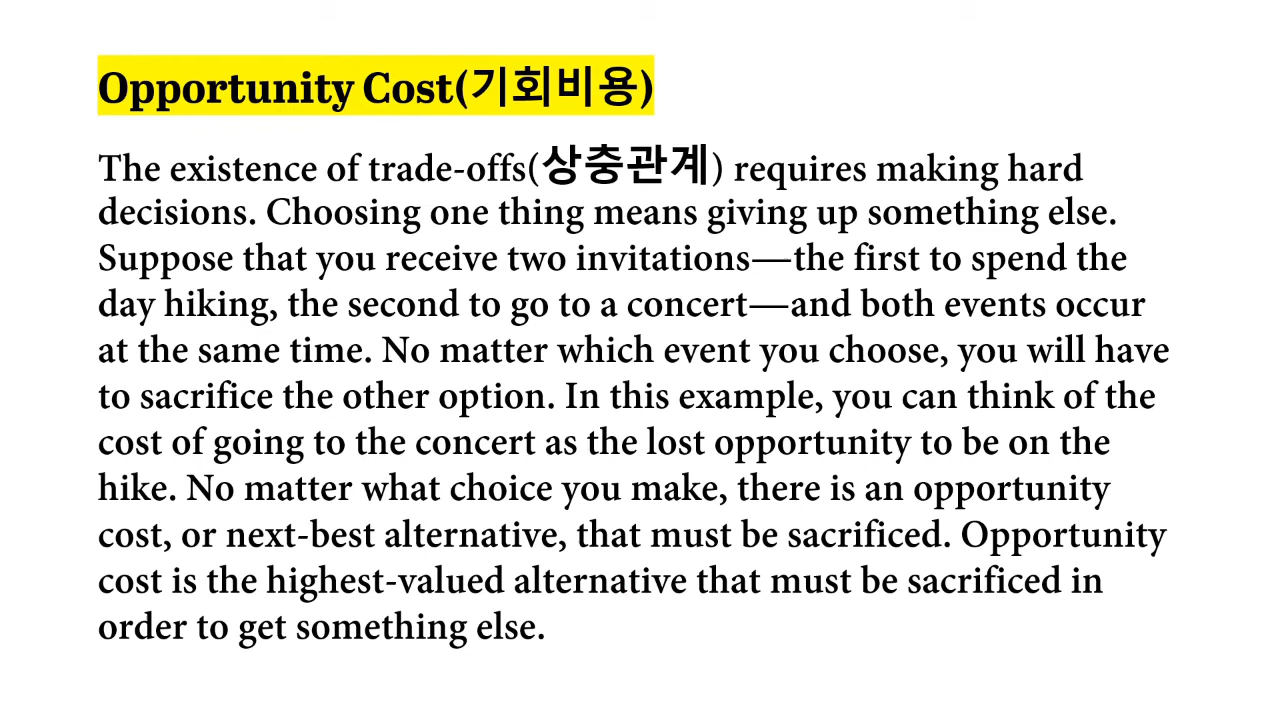 Opportunity Cost(기회비용)
The existence of trade-offs(상충관계) requires making hard
decisions. Choosing one thing means giving up something else.
Suppose that you receive two invitations—the first to spend the
day hiking, the second to go to a concert—and both events occur
at the same time. No matter which event you choose, you will have
to sacrifice the other option. In this example, you can think of the
cost of going to the concert as the lost opportunity to be on the
hike. No matter what choice you make, there is an opportunity
cost, or next-best alternative, that must be sacrificed. Opportunity
cost is the highest-valued alternative that must be sacrificed in
order to get something else.